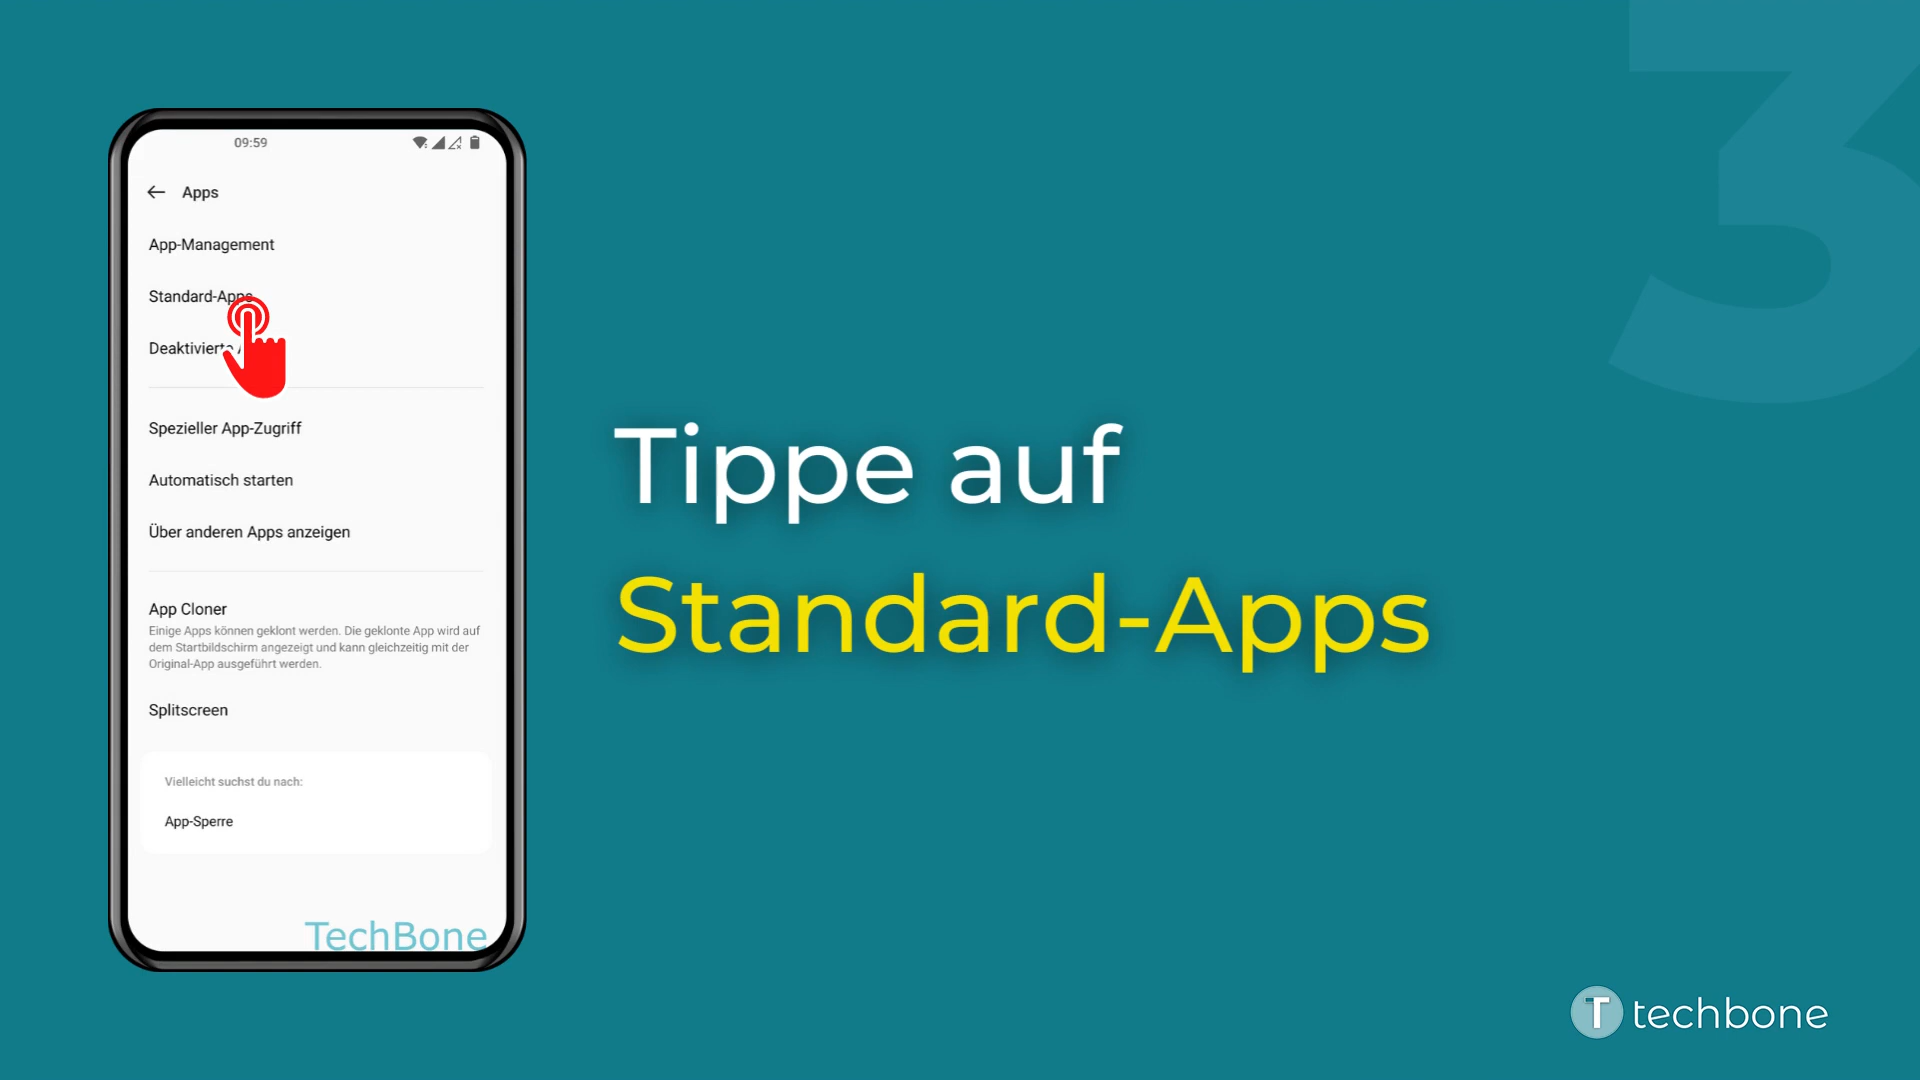 3
09:59
Apps
App-Management
Standard-Apps
Deaktivierte
Spezieller App-Zugriff
Automatisch starten
Über anderen Apps anzeigen
App Cloner
Einige Apps können geklont werden. Die geklonte App wird auf
dem Startbildschirm angezeigt und kann gleichzeitig mit der
Original-App ausgeführt werden.
Splitscreen
Vielleicht suchst du nach:
App-Sperre
TechBone
Tippe auf
Standard-Apps
T techbone